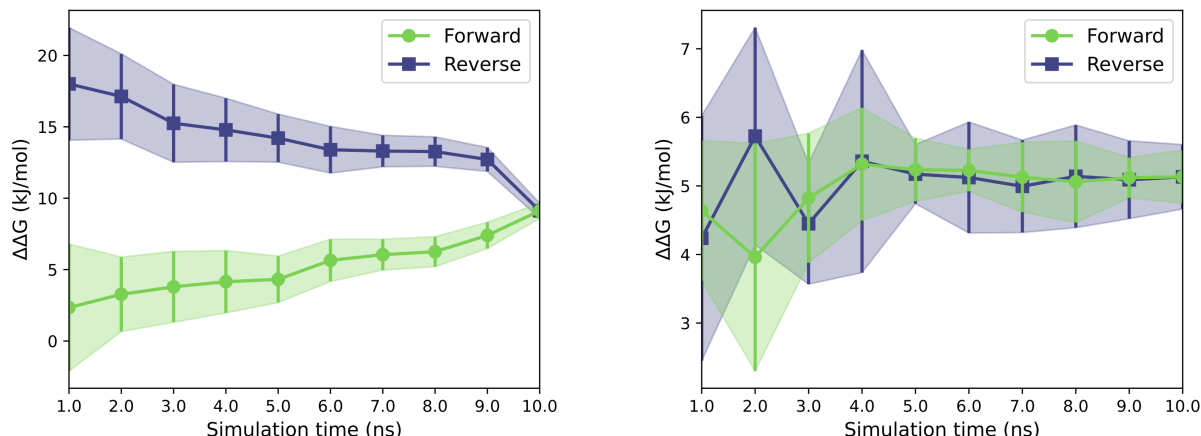 20
15
10
5
0
ΔΔG (kJ/mol)
Forward
Reverse
1.0 2.0 3.0 4.0 5.0 6.0 7.0 8.0 9.0 10.0
Simulation time (ns)
7
6
5
4
3
ΔΔG (kJ/mol)
Forward
Reverse
1.0 2.0 3.0 4.0 5.0 6.0 7.0 8.0 9.0 10.0
Simulation time (ns)